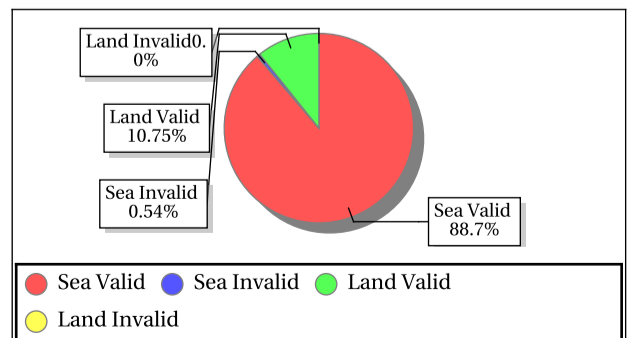 Land Invalid0.
0%
Land Valid
10.75%
Sea Invalid
0.54%
Sea Valid
88.7%
Sea Valid
Sea Invalid
Land Valid
Land Invalid